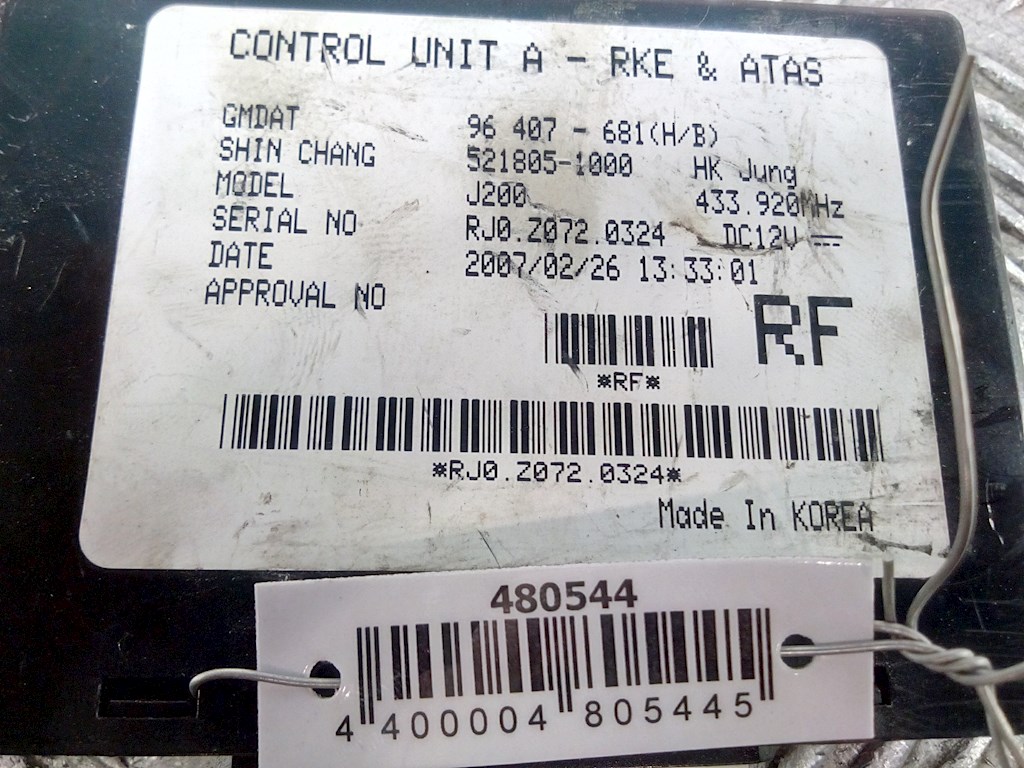 CONTROL UNIT A - RKE & ATAS
GMDAT 96 407 - 681(H/B)
SHIN CHANG 521805-1000 HK Jung
MODEL J200 433.920MHz
SERIAL NO RJ0.Z072.0324 DC12V ⎓
DATE 2007/02/26 13:33:01
APPROVAL NO
RF
*RF*
*RJ0.Z072.0324*
Made In KOREA
480544
4 400004 805445